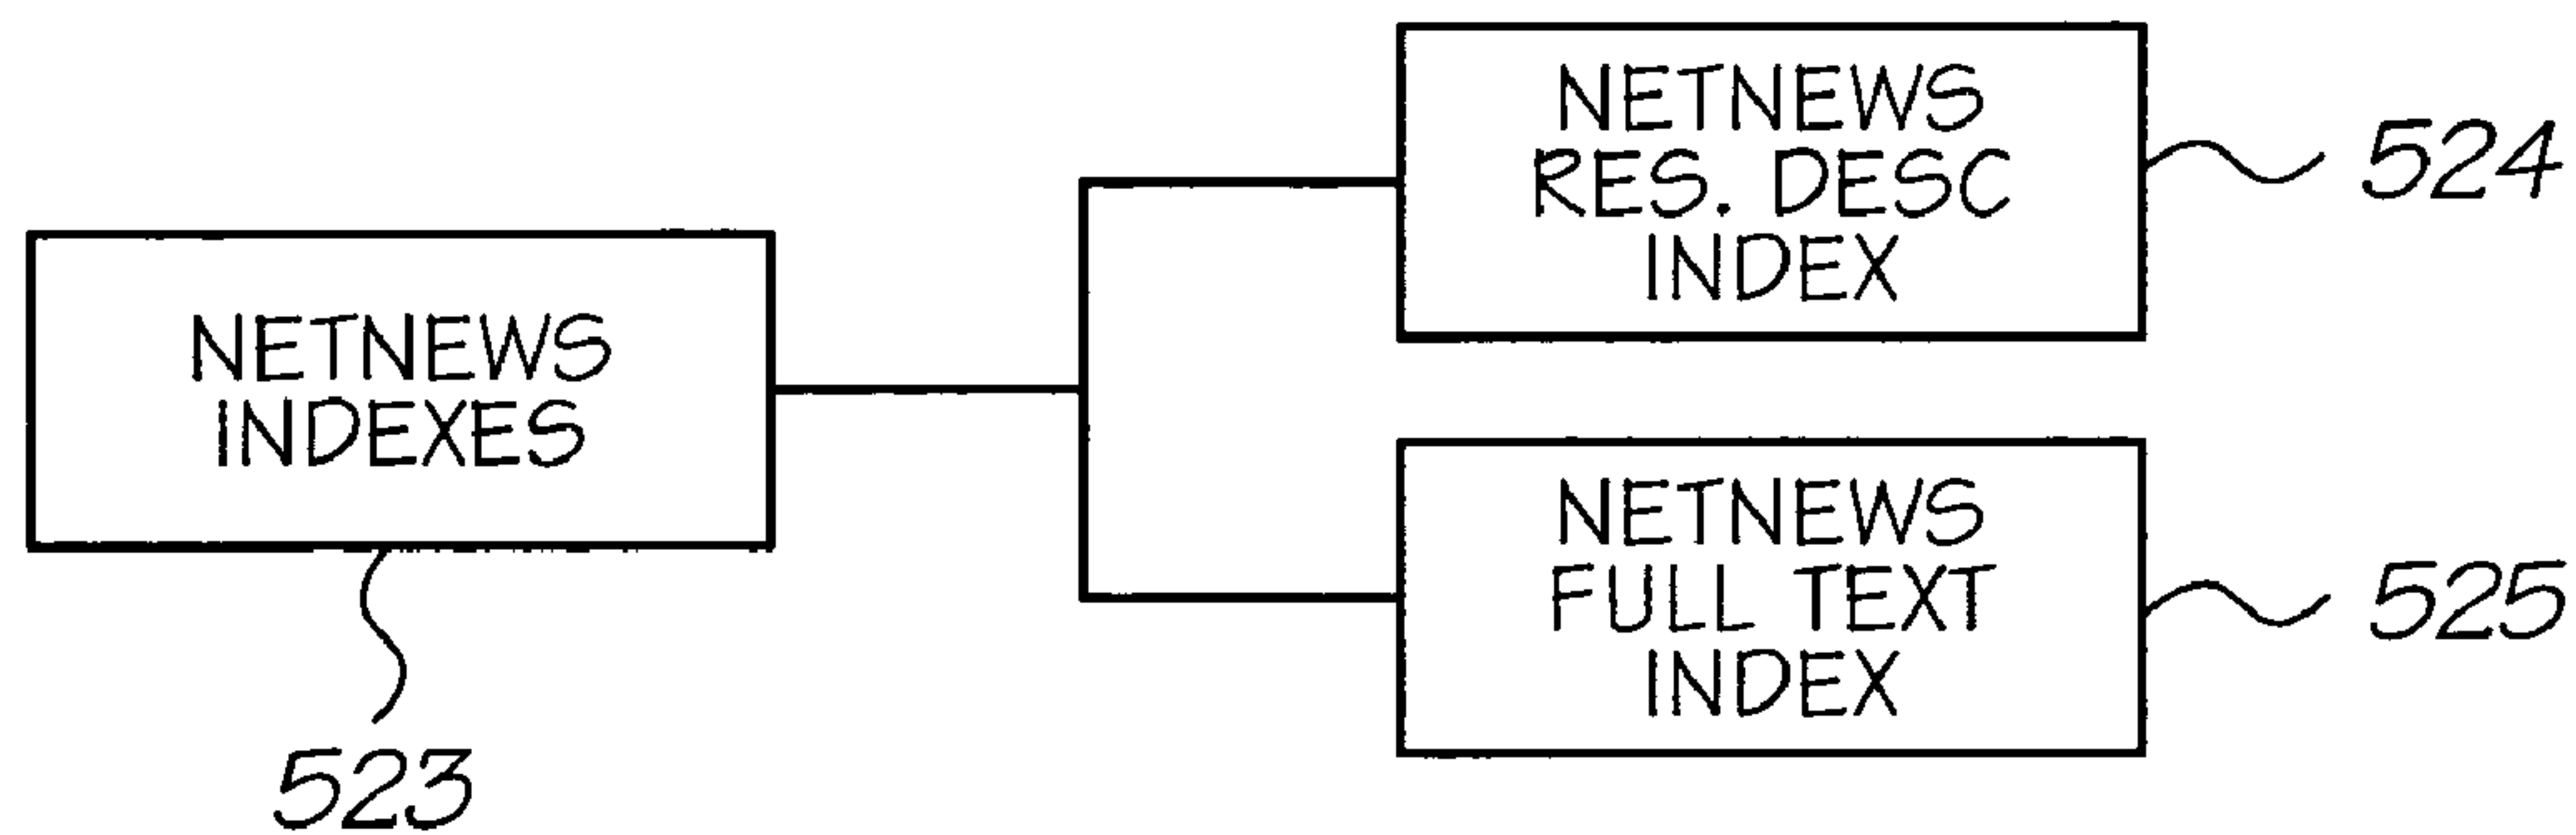 NETNEWS
INDEXES
523
NETNEWS
RES. DESC
INDEX
524
NETNEWS
FULL TEXT
INDEX
525